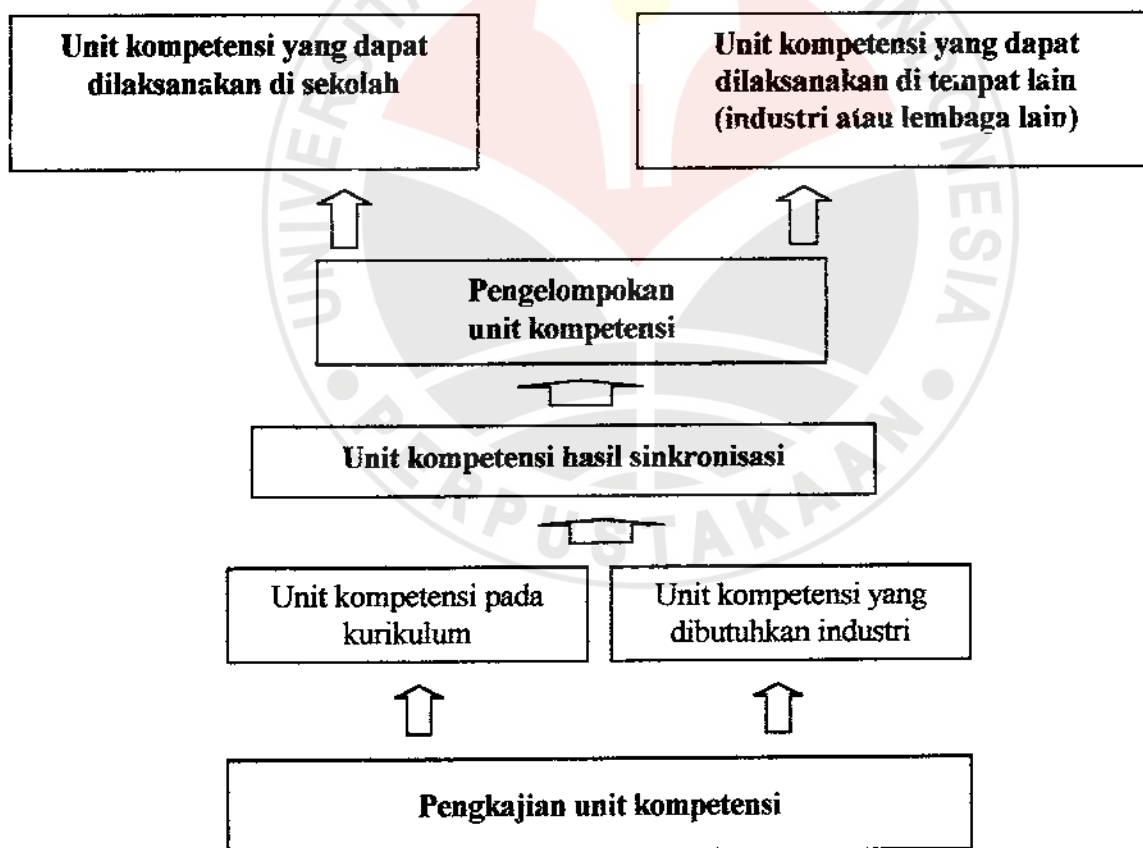 Unit kompetensi yang dapat
dilaksanakan di sekolah
Unit kompetensi yang dapat
dilaksanakan di tempat lain
(industri atau lembaga lain)
Pengelompokan
unit kompetensi
Unit kompetensi hasil sinkronisasi
Unit kompetensi pada
kurikulum
Unit kompetensi yang
dibutuhkan industri
Pengkajian unit kompetensi
PERPUSTAKAAN